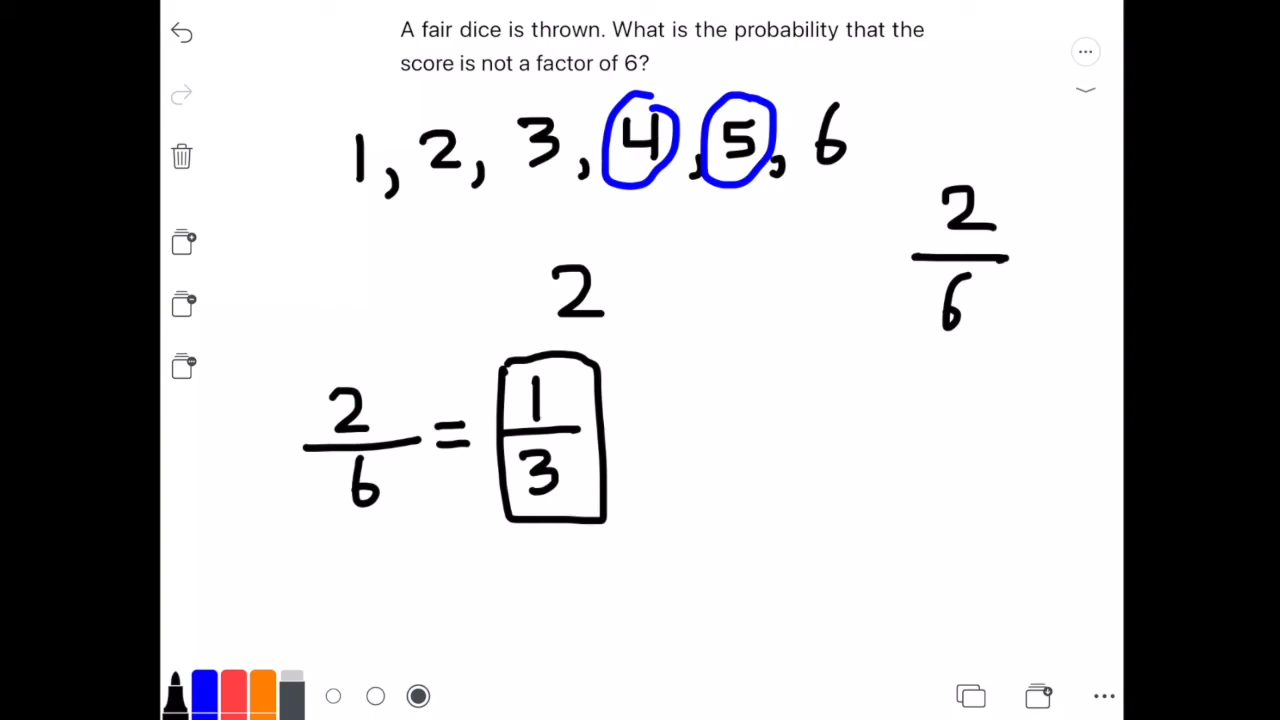 A fair dice is thrown. What is the probability that the
score is not a factor of 6?
1, 2, 3, 4, 5, 6
2
6
2
2
6
=
1
3